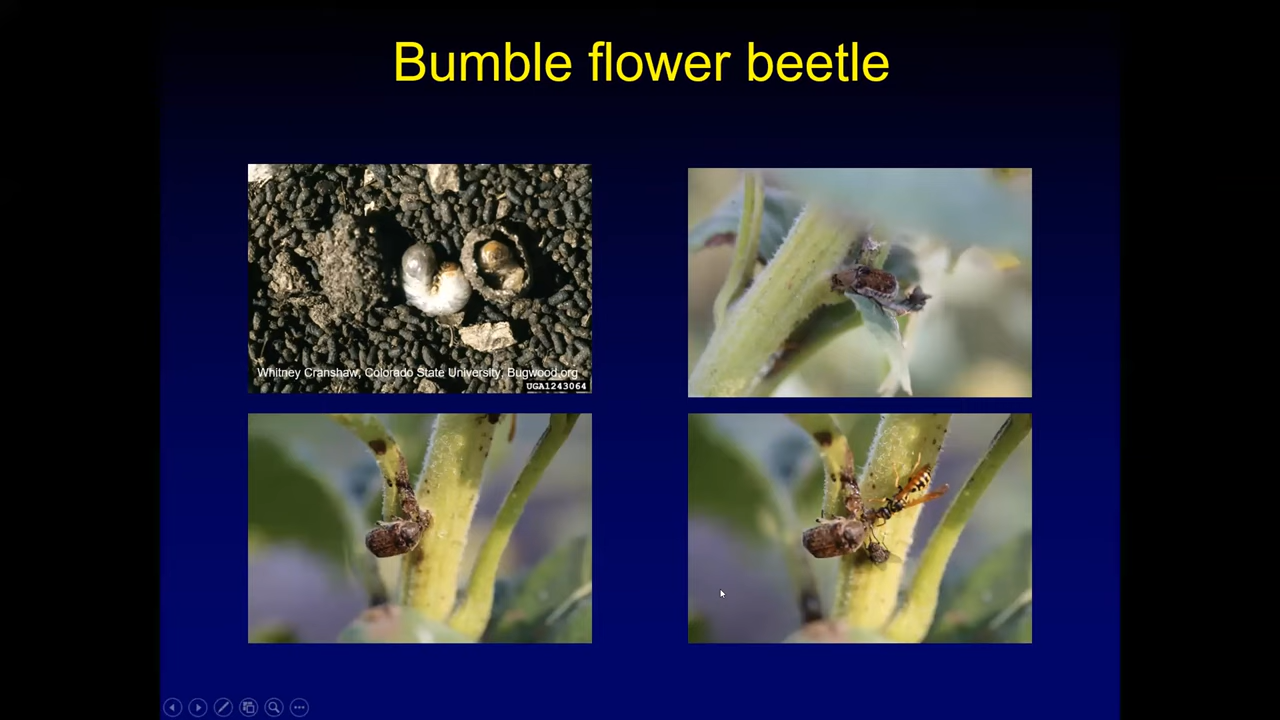 Bumble flower beetle
Whitney Cranshaw, Colorado State University, Bugwood.org
UGA1243064